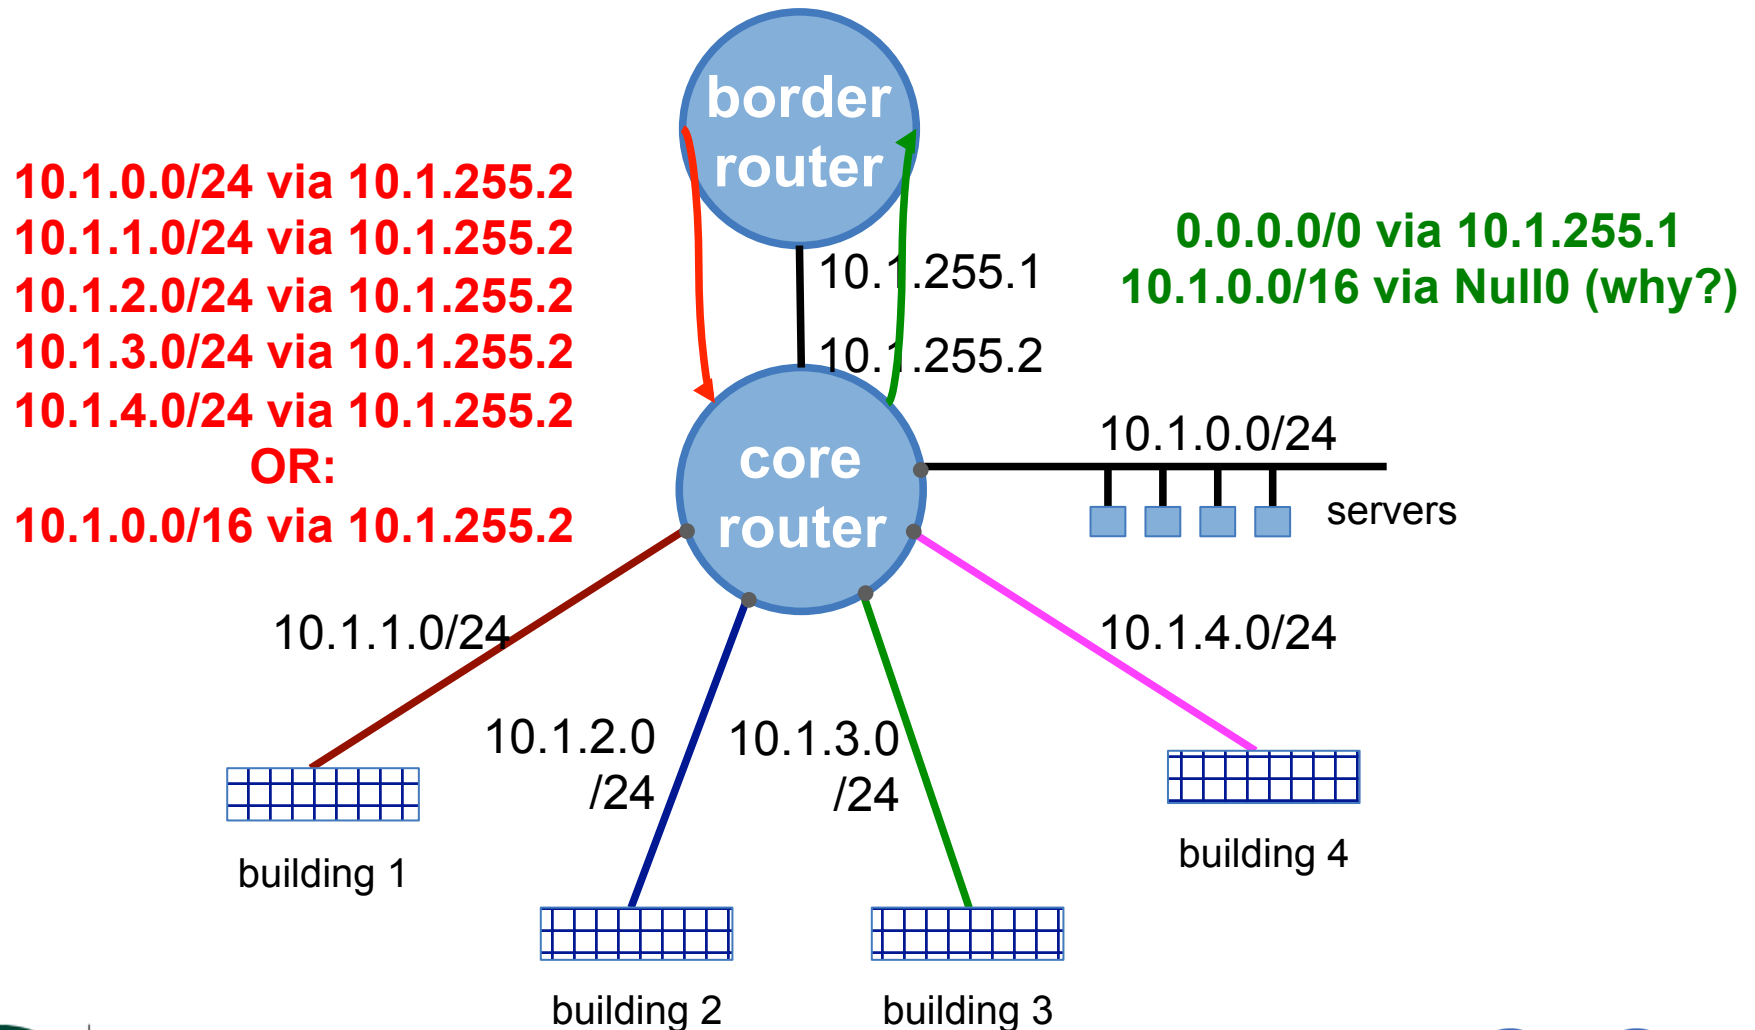 border
router
10.1.0.0/24 via 10.1.255.2
10.1.1.0/24 via 10.1.255.2
10.1.2.0/24 via 10.1.255.2
10.1.3.0/24 via 10.1.255.2
10.1.4.0/24 via 10.1.255.2
OR:
10.1.0.0/16 via 10.1.255.2
0.0.0.0/0 via 10.1.255.1
10.1.0.0/16 via Null0 (why?)
10.1.255.1
10.1.255.2
core
router
10.1.0.0/24
servers
10.1.1.0/24
10.1.2.0
/24
10.1.3.0
/24
10.1.4.0/24
building 1
building 2
building 3
building 4